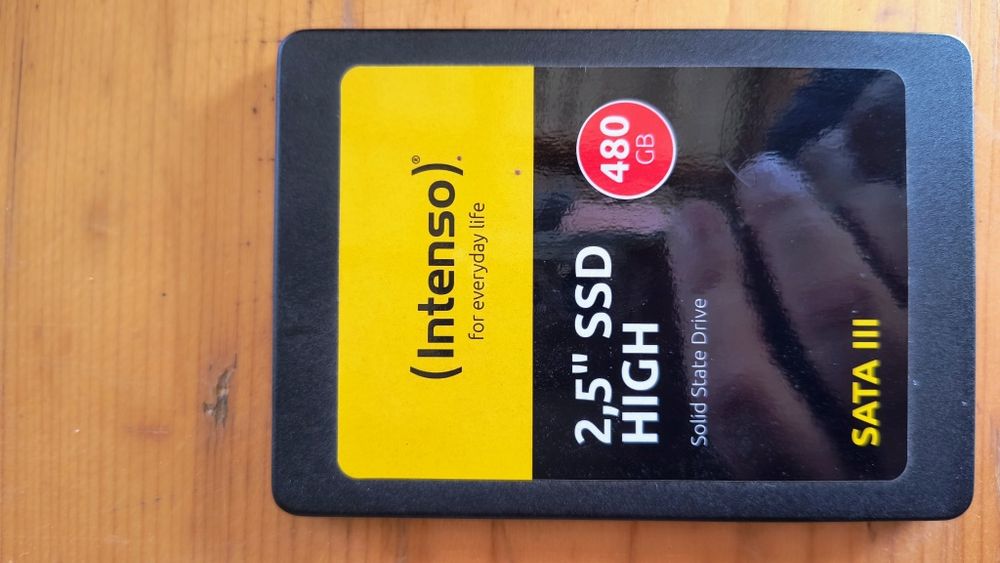 (Intenso)®
for everyday life
480
GB
2,5" SSD
HIGH
Solid State Drive
SATA III